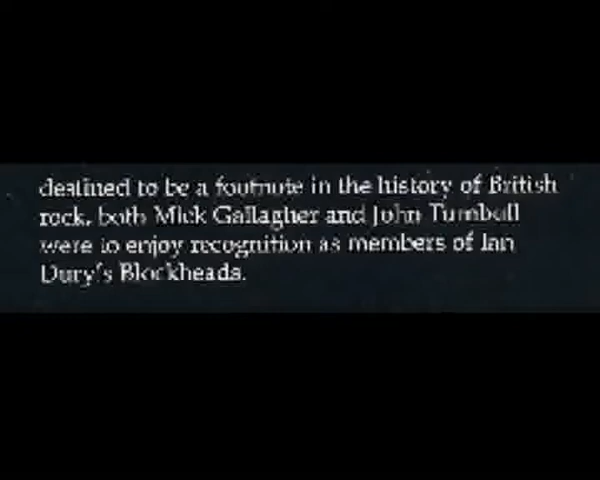 destined to be a footnote in the history of British
rock, both Mick Gallagher and John Turnbull
were to enjoy recognition as members of Ian
Dury's Blockheads.